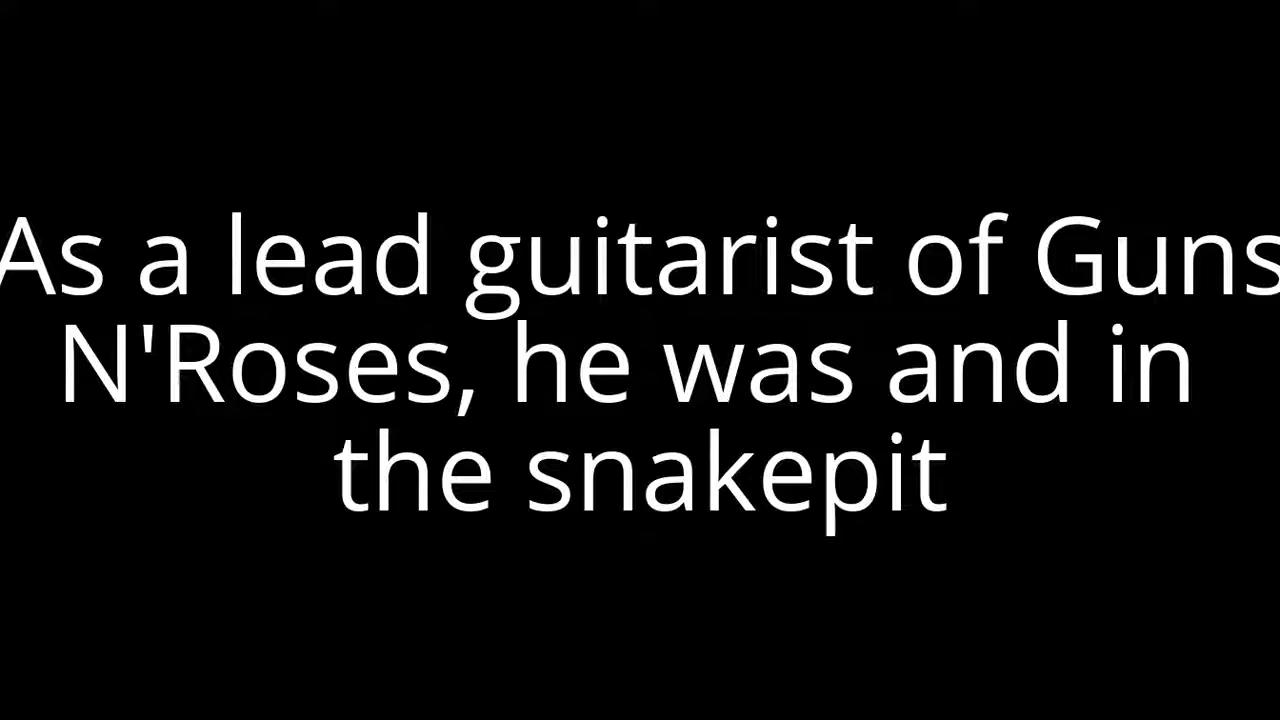 As a lead guitarist of Guns
N'Roses, he was and in
the snakepit